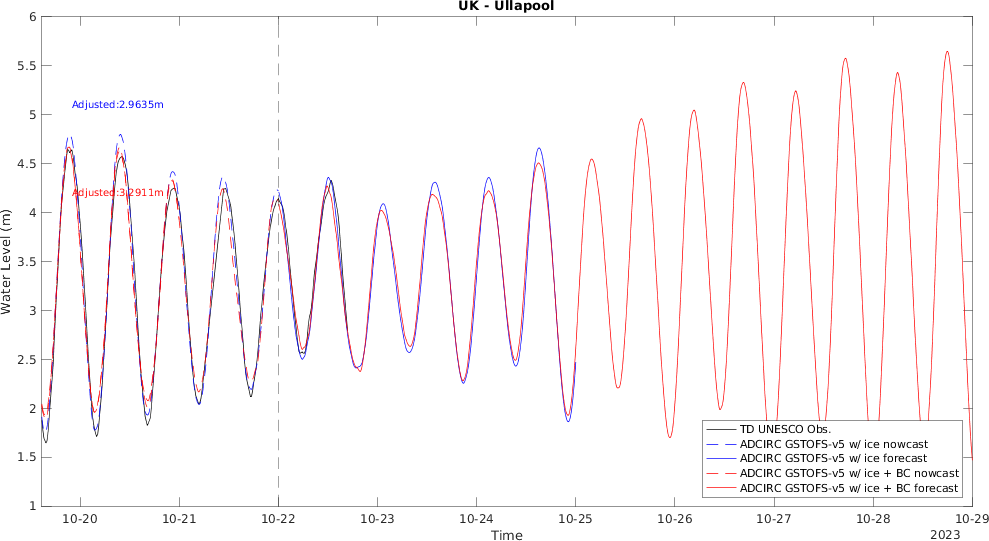 UK - Ullapool
6
5.5
5
4.5
4
3.5
3
2.5
2
1.5
1
Water Level (m)
Adjusted:2.9635m
Adjusted:3.2911m
TD UNESCO Obs.
ADCIRC GSTOFS-v5 w/ ice nowcast
ADCIRC GSTOFS-v5 w/ ice forecast
ADCIRC GSTOFS-v5 w/ ice + BC nowcast
ADCIRC GSTOFS-v5 w/ ice + BC forecast
10-20 10-21 10-22 10-23 10-24 10-25 10-26 10-27 10-28 10-29
Time
2023